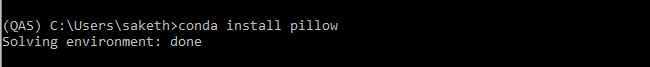 (QAS) C:\Users\saketh>conda install pillow
Solving environment: done